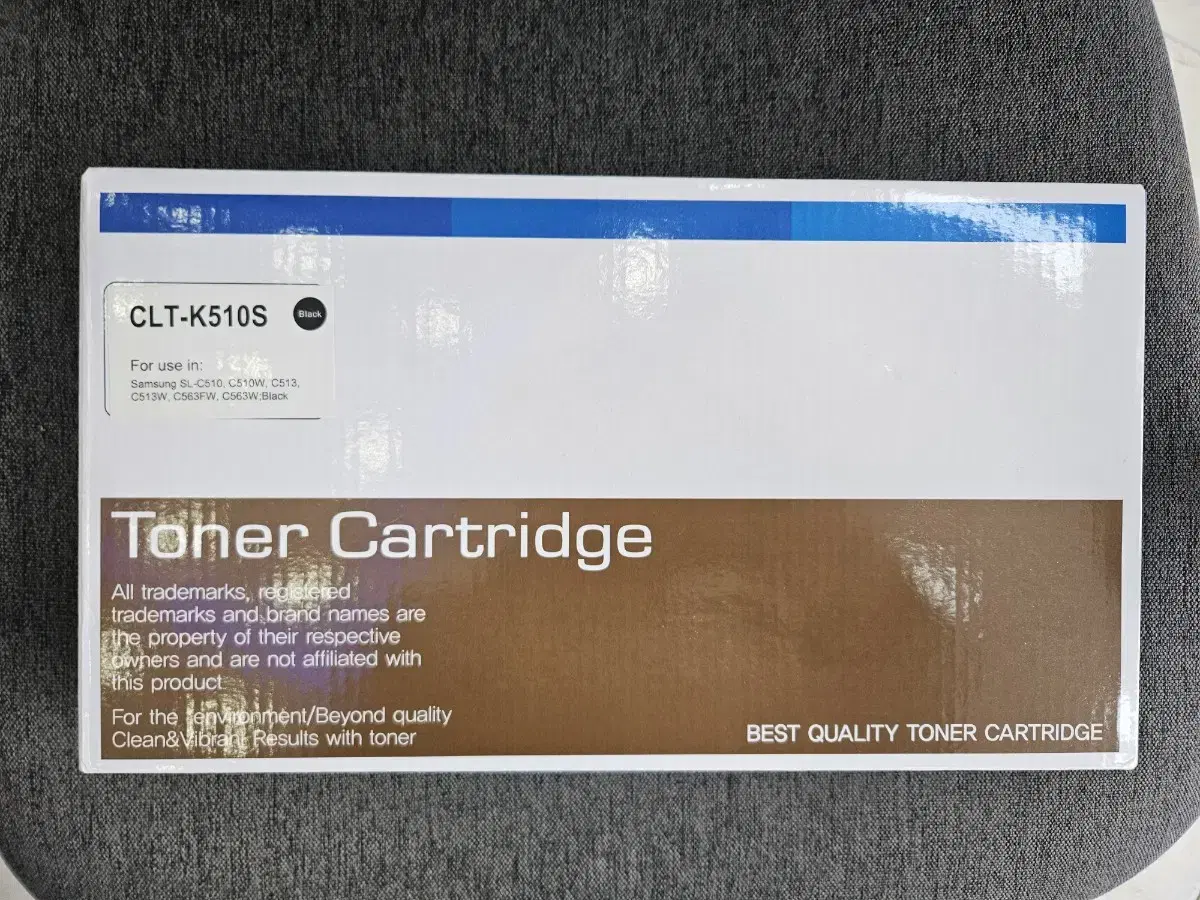 CLT-K510S
Black
For use in:
Samsung SL-C510, C510W, C513,
C513W, C563FW, C563W;Black
Toner Cartridge
All trademarks, registered
trademarks and brand names are
the property of their respective
owners and are not affiliated with
this product
For the environment/Beyond quality
Clean&Vibrant Results with toner
BEST QUALITY TONER CARTRIDGE